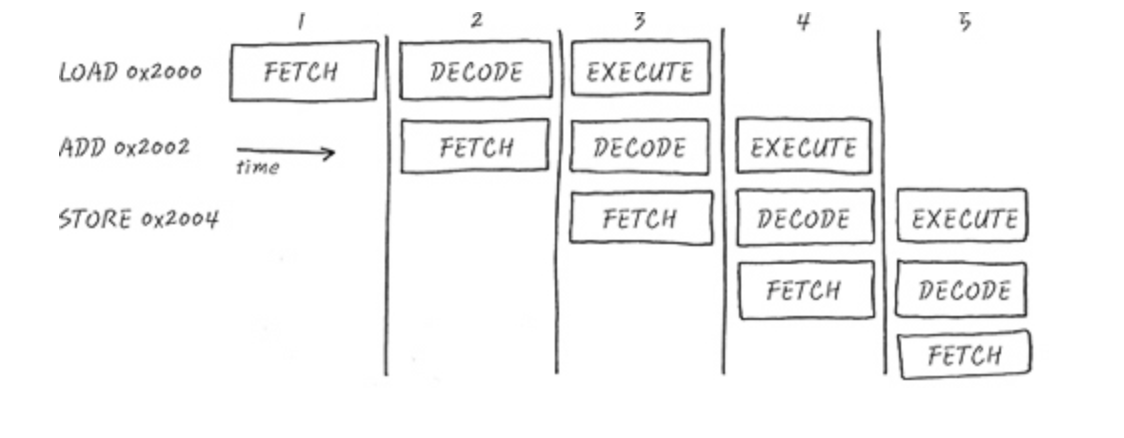 1 2 3 4 5
LOAD 0x2000 FETCH DECODE EXECUTE
ADD 0x2002 time FETCH DECODE EXECUTE
STORE 0x2004 FETCH DECODE EXECUTE
FETCH DECODE
FETCH